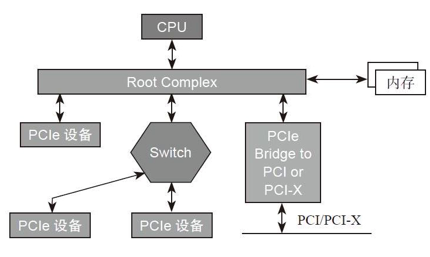 CPU
Root Complex
内存
PCIe 设备
Switch
PCIe
Bridge to
PCI or
PCI-X
PCI/PCI-X
PCIe 设备
PCIe 设备